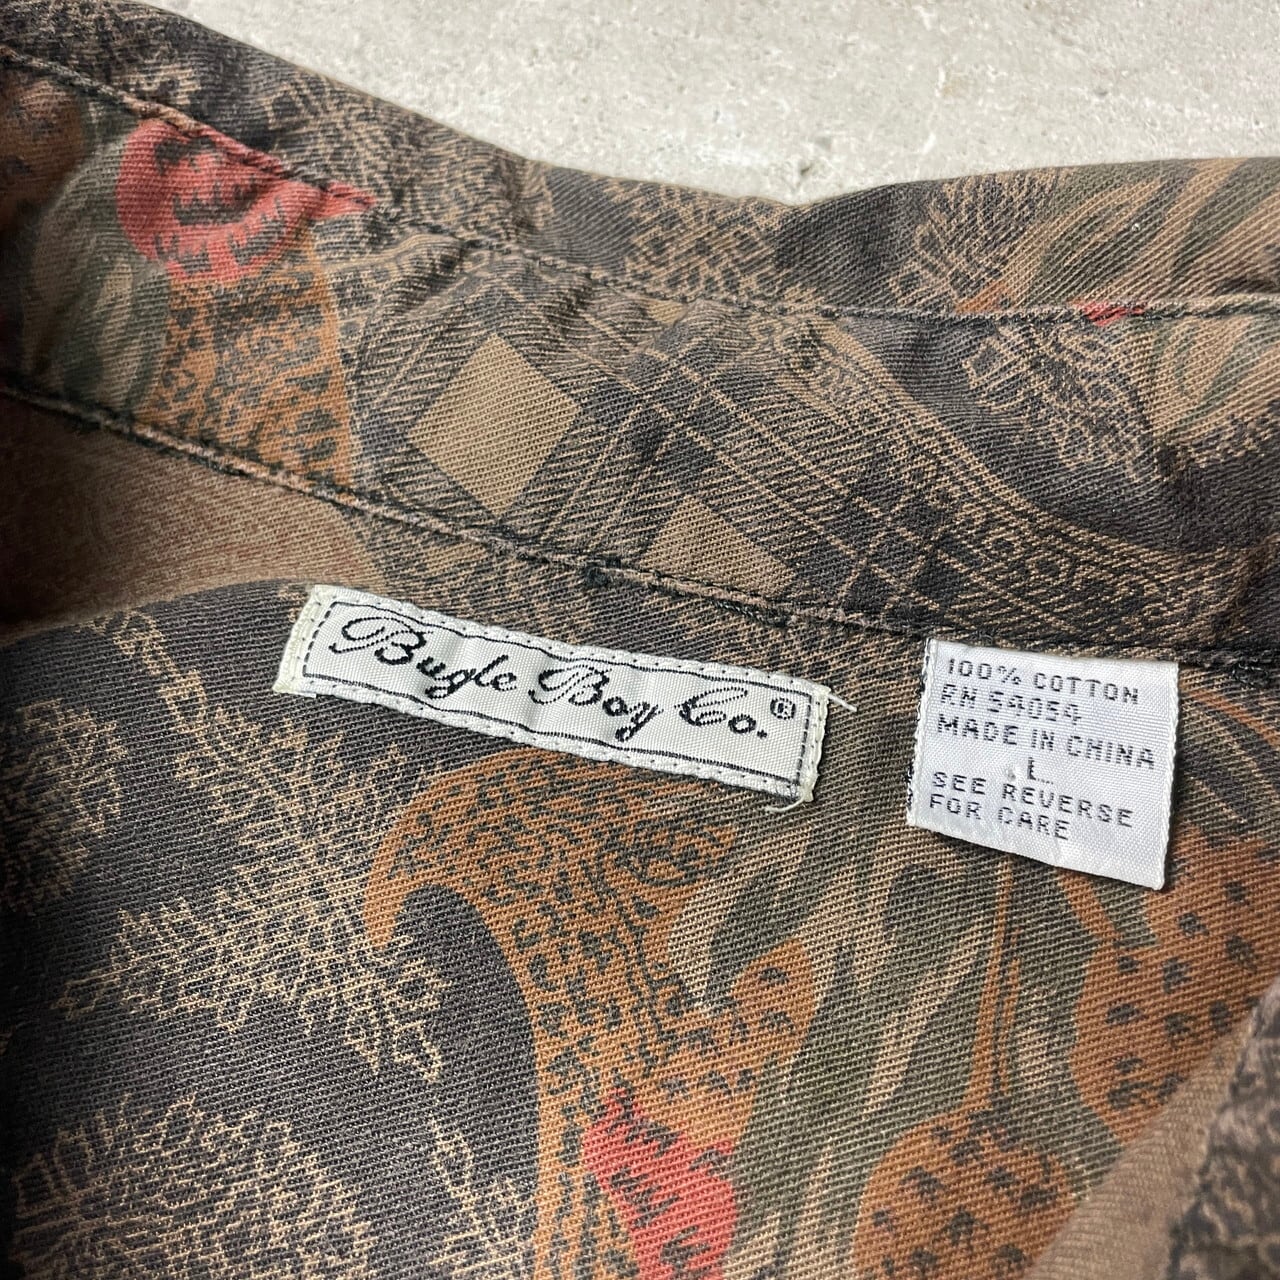 Bugle Boy Co.®
100% COTTON
RN 54054
MADE IN CHINA
L
SEE REVERSE
FOR CARE